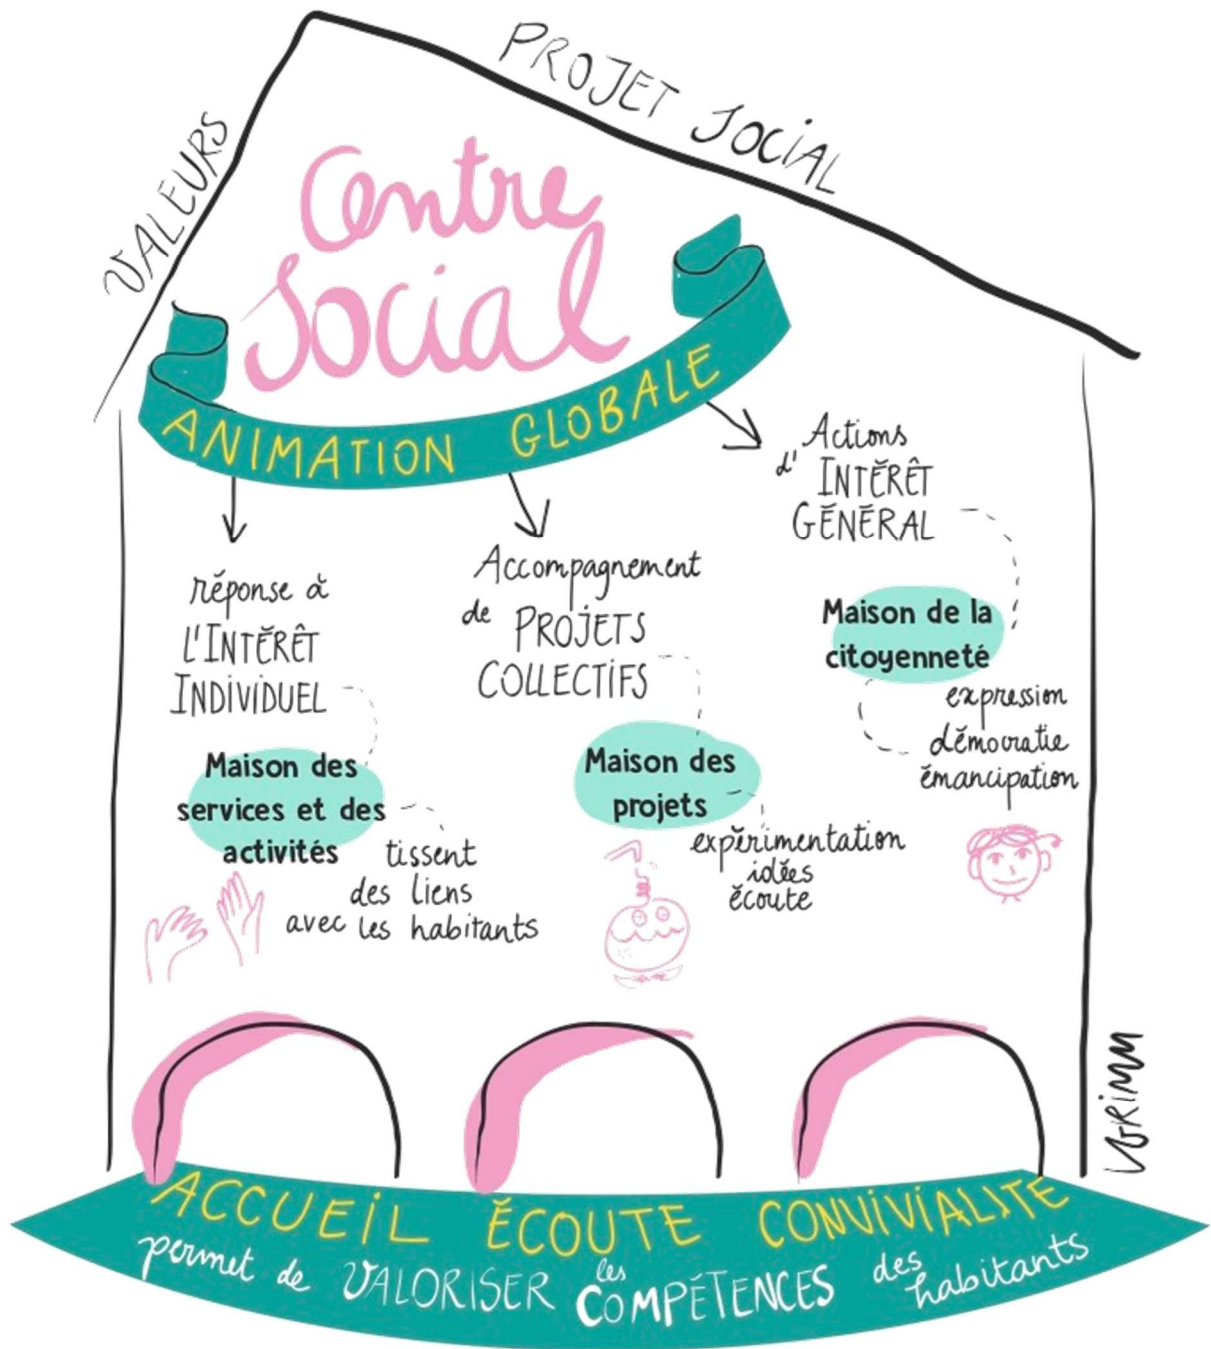 VALEURS
PROJET SOCIAL
Centre
Social
ANIMATION GLOBALE
réponse à
l'INTÉRÊT
INDIVIDUEL
Maison des
services et des
activités
tissent
des liens
avec les habitants
Accompagnement
de PROJETS
COLLECTIFS
Maison des
projets
expérimentation
idées
écoute
Actions
d'INTÉRÊT
GÉNÉRAL
Maison de la
citoyenneté
expression
démocratie
émancipation
ACCUEIL ÉCOUTE CONVIVIALITE
permet de VALORISER les COMPÉTENCES des habitants